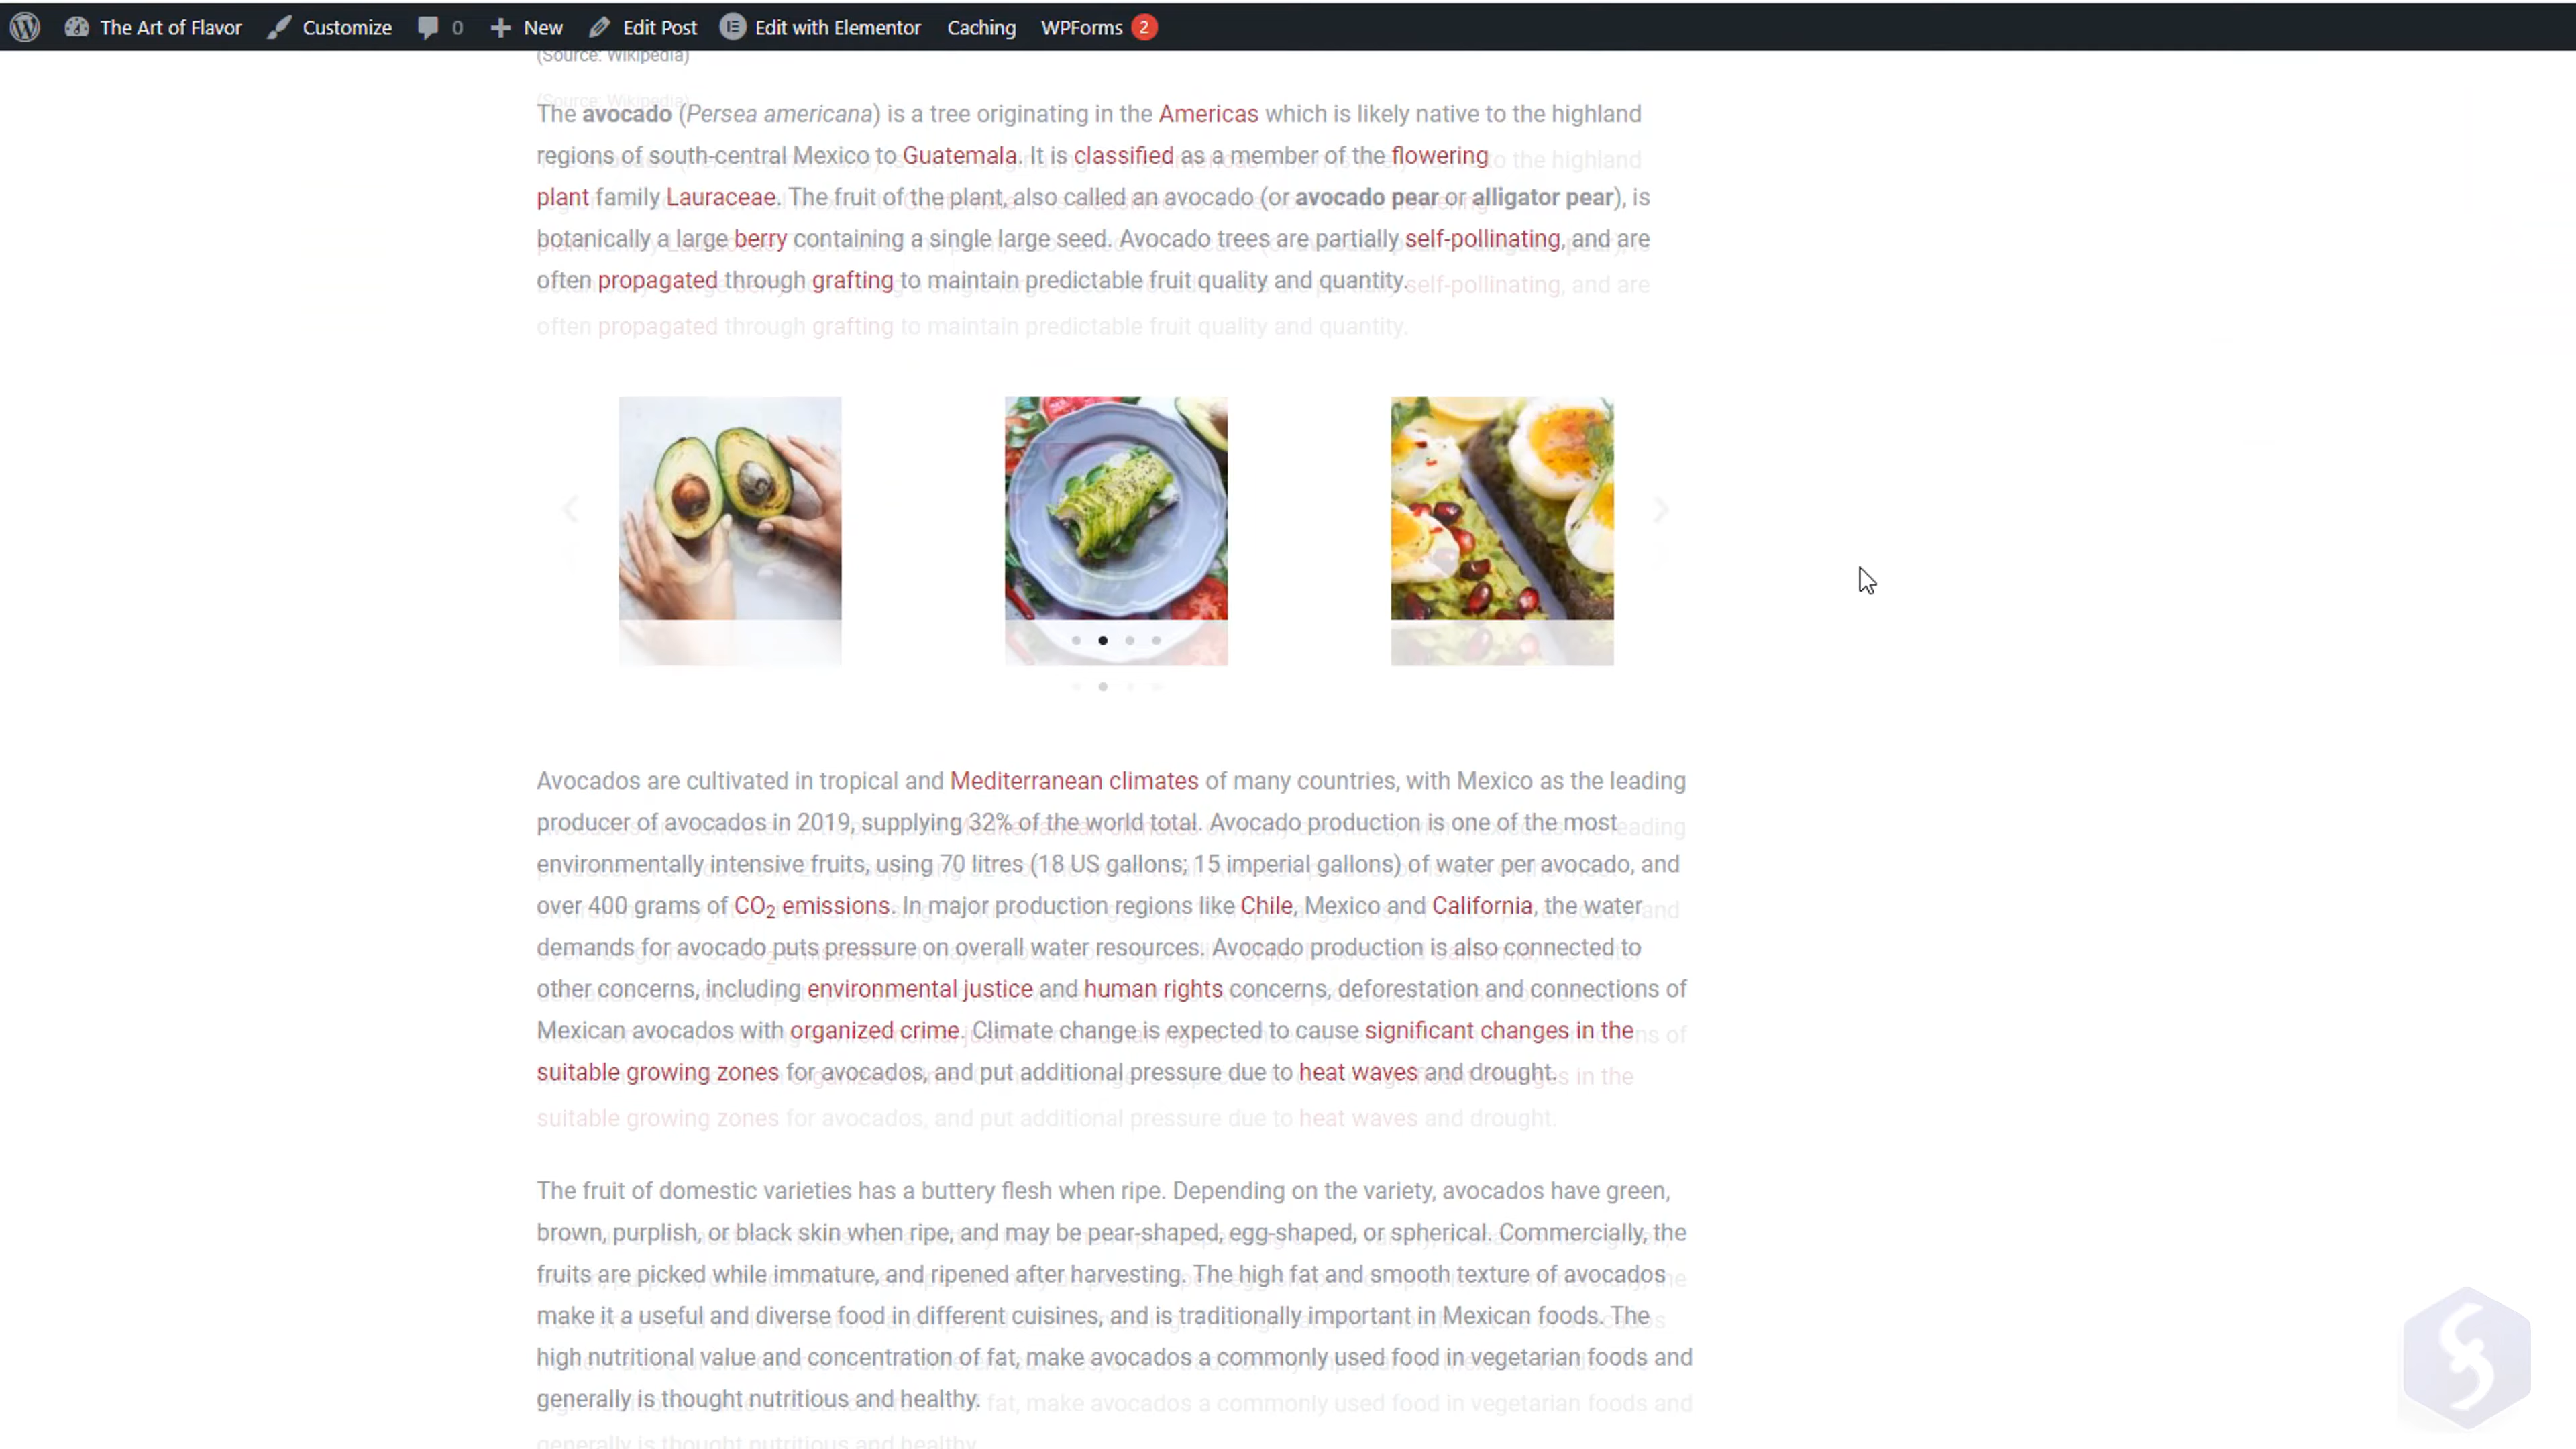 The Art of Flavor Customize 0 New Edit Post Edit with Elementor Caching WPForms 2
(Source: Wikipedia)
The avocado (Persea americana) is a tree originating in the Americas which is likely native to the highland
regions of south-central Mexico to Guatemala. It is classified as a member of the flowering
plant family Lauraceae. The fruit of the plant, also called an avocado (or avocado pear or alligator pear), is
botanically a large berry containing a single large seed. Avocado trees are partially self-pollinating, and are
often propagated through grafting to maintain predictable fruit quality and quantity.
Avocados are cultivated in tropical and Mediterranean climates of many countries, with Mexico as the leading
producer of avocados in 2019, supplying 32% of the world total. Avocado production is one of the most
environmentally intensive fruits, using 70 litres (18 US gallons; 15 imperial gallons) of water per avocado, and
over 400 grams of CO₂ emissions. In major production regions like Chile, Mexico and California, the water
demands for avocado puts pressure on overall water resources. Avocado production is also connected to
other concerns, including environmental justice and human rights concerns, deforestation and connections of
Mexican avocados with organized crime. Climate change is expected to cause significant changes in the
suitable growing zones for avocados, and put additional pressure due to heat waves and drought.
The fruit of domestic varieties has a buttery flesh when ripe. Depending on the variety, avocados have green,
brown, purplish, or black skin when ripe, and may be pear-shaped, egg-shaped, or spherical. Commercially, the
fruits are picked while immature, and ripened after harvesting. The high fat and smooth texture of avocados
make it a useful and diverse food in different cuisines, and is traditionally important in Mexican foods. The
high nutritional value and concentration of fat, make avocados a commonly used food in vegetarian foods and
generally is thought nutritious and healthy.